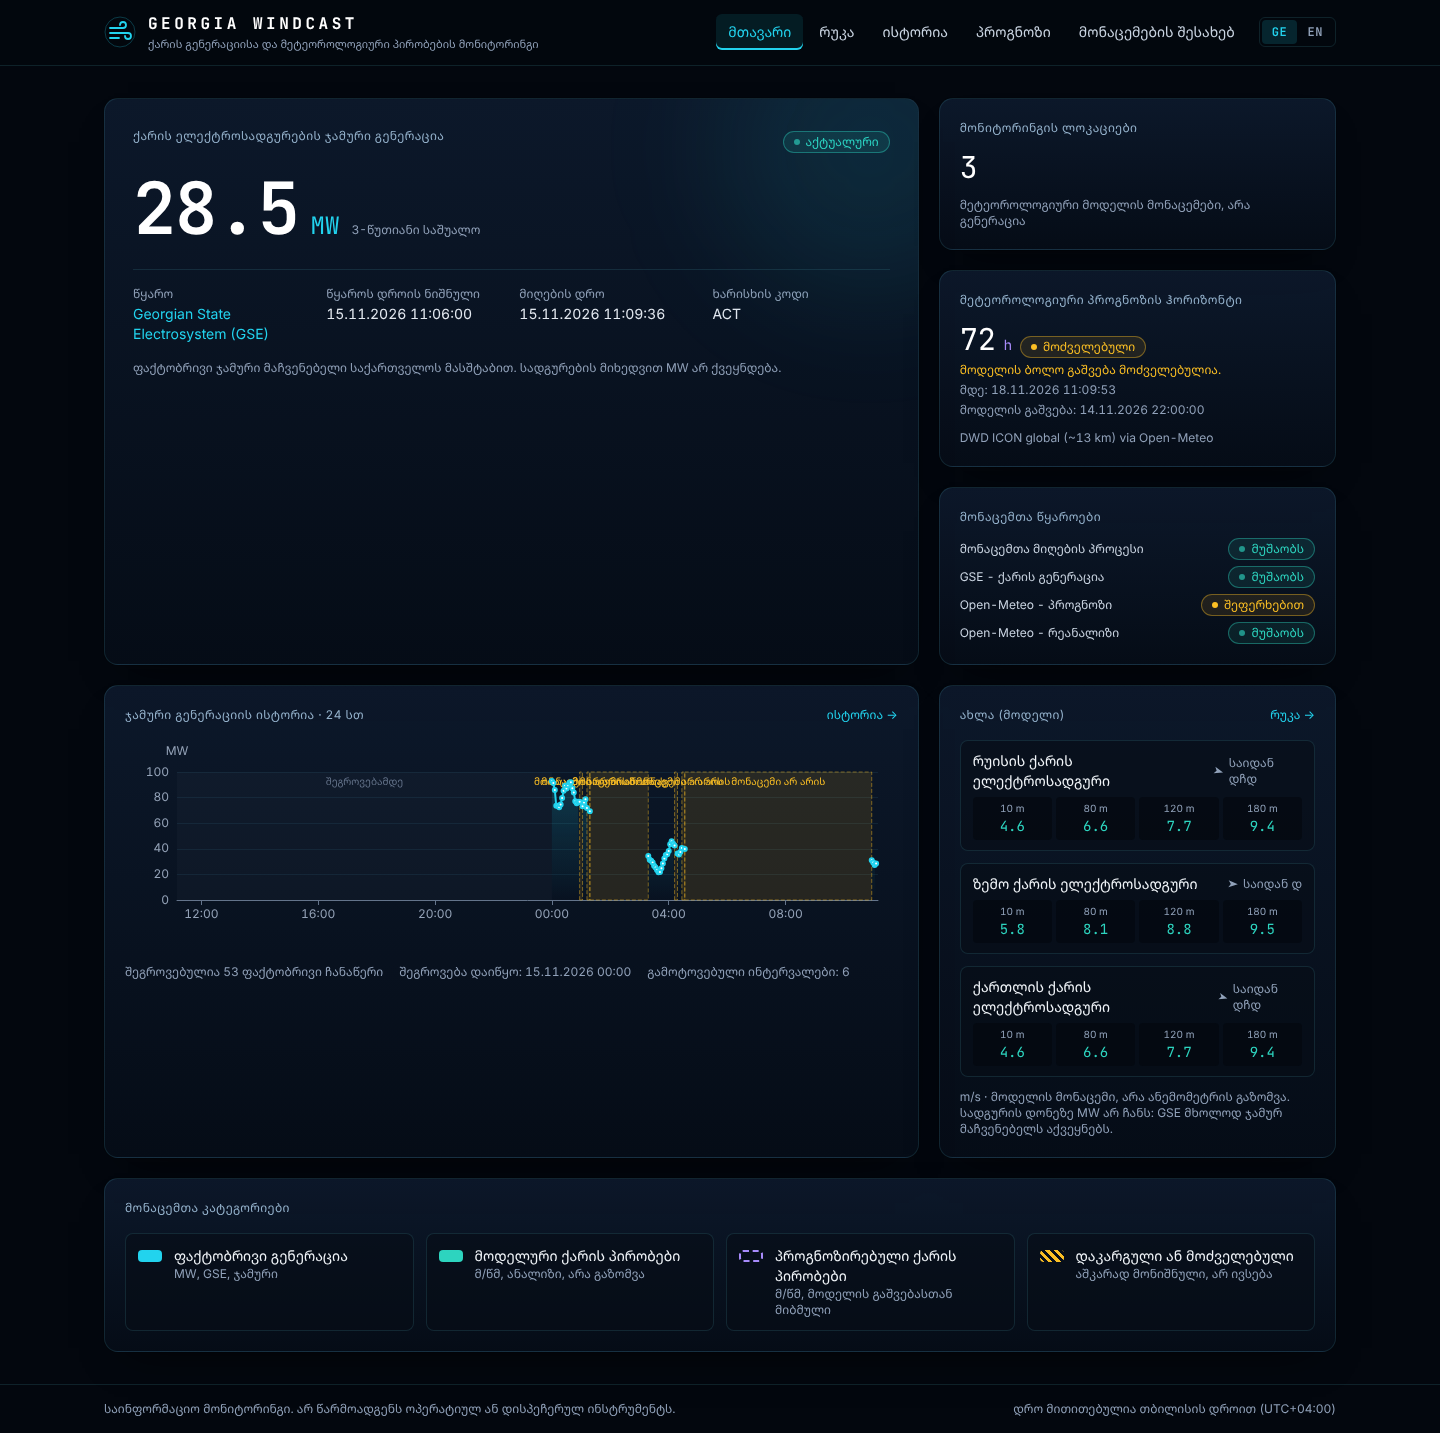 GEORGIA WINDCAST
ქარის გენერაციისა და მეტეოროლოგიური პირობების მონიტორინგი
მთავარი
რუკა
ისტორია
პროგნოზი
მონაცემების შესახებ
GE
EN
ქარის ელექტროსადგურების ჯამური გენერაცია
აქტუალური
28.5 MW 3-წუთიანი საშუალო
წყარო
Georgian State
Electrosystem (GSE)
წყაროს დროის ნიშნული
15.11.2026 11:06:00
მიღების დრო
15.11.2026 11:09:36
ხარისხის კოდი
ACT
ფაქტობრივი ჯამური მაჩვენებელი საქართველოს მასშტაბით. სადგურების მიხედვით MW არ ქვეყნდება.
მონიტორინგის ლოკაციები
3
მეტეოროლოგიური მოდელის მონაცემები, არა
გენერაცია
მეტეოროლოგიური პროგნოზის ჰორიზონტი
72 h მოძველებული
მოდელის ბოლო გაშვება მოძველებულია.
მდე: 18.11.2026 11:09:53
მოდელის გაშვება: 14.11.2026 22:00:00
DWD ICON global (~13 km) via Open-Meteo
მონაცემთა წყაროები
მონაცემთა მიღების პროცესი მუშაობს
GSE - ქარის გენერაცია მუშაობს
Open-Meteo - პროგნოზი შეფერხებით
Open-Meteo - რეანალიზი მუშაობს
ჯამური გენერაციის ისტორია · 24 სთ
ისტორია →
MW
100
80
60
40
20
0
შეგროვებამდე
მონაცემი არ არის
12:00
16:00
20:00
00:00
04:00
08:00
შეგროვებულია 53 ფაქტობრივი ჩანაწერი
შეგროვება დაიწყო: 15.11.2026 00:00
გამოტოვებული ინტერვალები: 6
ახლა (მოდელი)
რუკა →
რუისის ქარის
ელექტროსადგური
საიდან
დჩდ
10 m 80 m 120 m 180 m
4.6 6.6 7.7 9.4
ზემო ქარის ელექტროსადგური
საიდან დ
10 m 80 m 120 m 180 m
5.8 8.1 8.8 9.5
ქართლის ქარის
ელექტროსადგური
საიდან
დჩდ
10 m 80 m 120 m 180 m
4.6 6.6 7.7 9.4
m/s · მოდელის მონაცემი, არა ანემომეტრის გაზომვა.
სადგურის დონეზე MW არ ჩანს: GSE მხოლოდ ჯამურ
მაჩვენებელს აქვეყნებს.
მონაცემთა კატეგორიები
ფაქტობრივი გენერაცია
MW, GSE, ჯამური
მოდელური ქარის პირობები
მ/წმ, ანალიზი, არა გაზომვა
პროგნოზირებული ქარის
პირობები
მ/წმ, მოდელის გაშვებასთან
მიბმული
დაკარგული ან მოძველებული
აშკარად მონიშნული, არ ივსება
საინფორმაციო მონიტორინგი. არ წარმოადგენს ოპერატიულ ან დისპეჩერულ ინსტრუმენტს.
დრო მითითებულია თბილისის დროით (UTC+04:00)